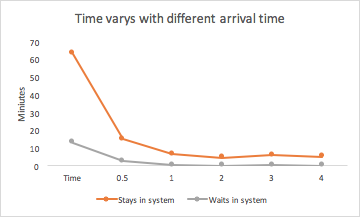 Time varys with different arrival time
Miniutes
70
60
50
40
30
20
10
0
Time 0.5 1 2 3 4
Stays in system Waits in system